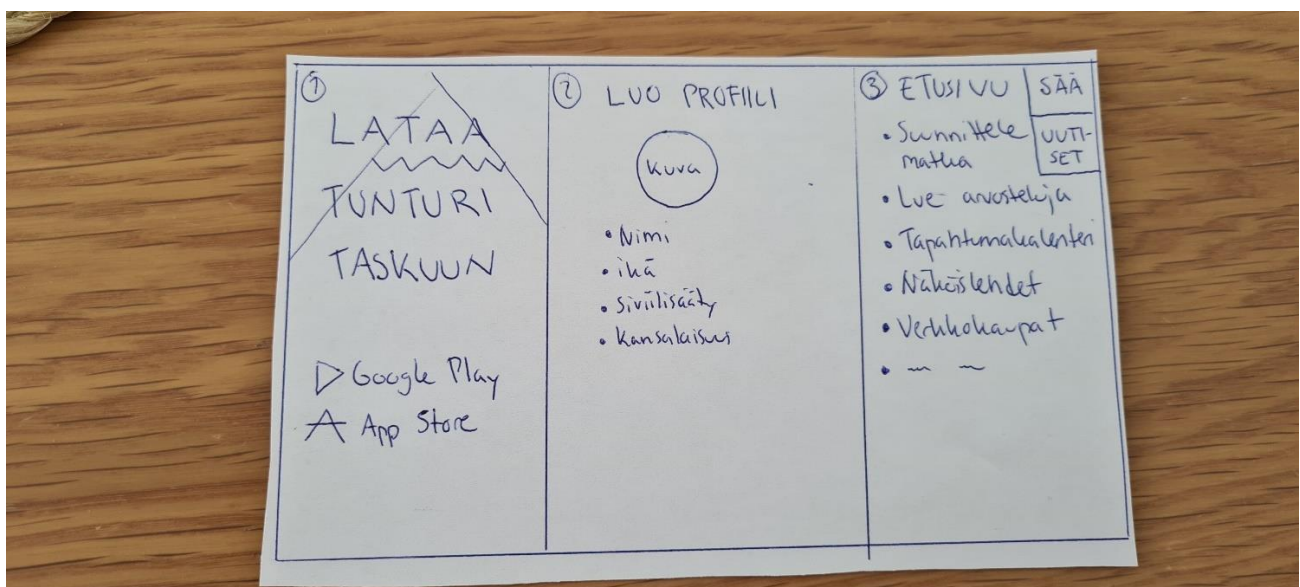 ①
LATAA
TUNTURI
TASKUUN
Google Play
App Store
② LUO PROFIILI
Kuva
• Nimi
• ikä
• Siviilisääty
• Kansalaisuus
③ ETUSIVU
SÄÄ
UUTI-
SET
• Suunnittele
matka
• Lue arvosteluja
• Tapahtumakalenteri
• Näköislehdet
• Verkkokaupat